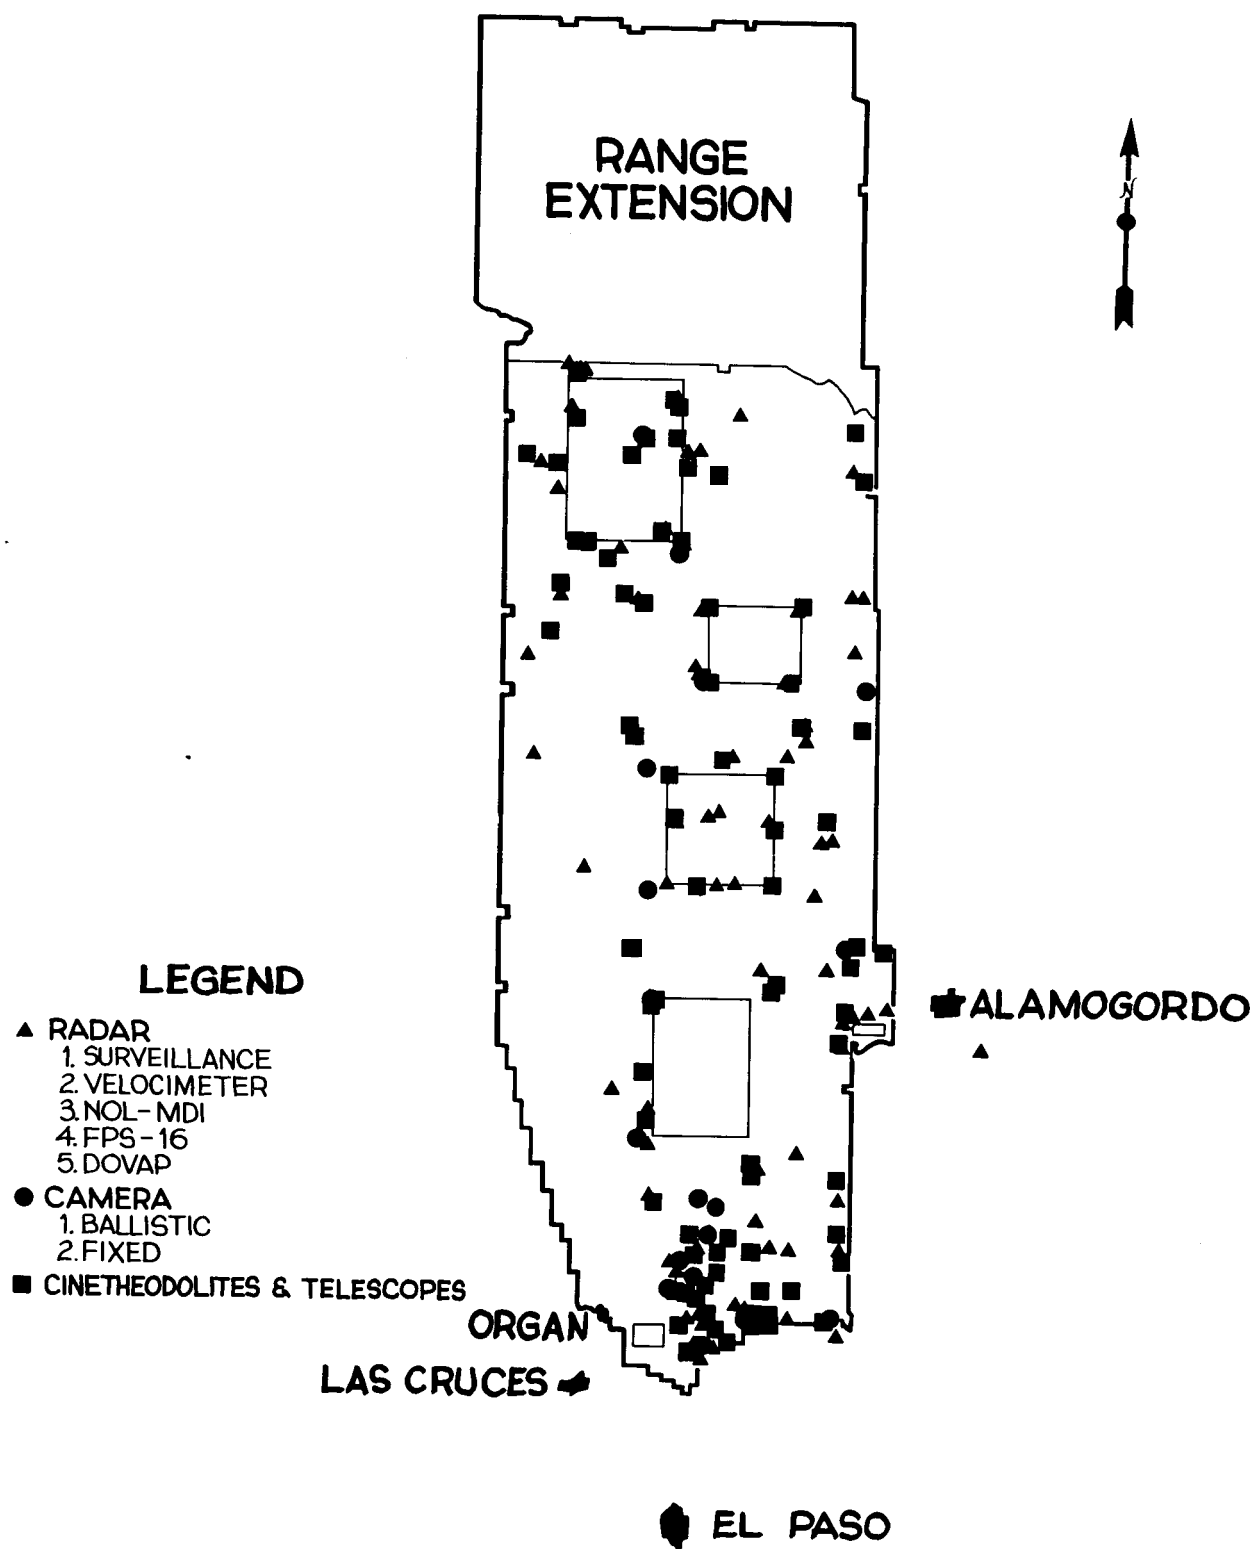 RANGE
EXTENSION
N
LEGEND
RADAR
1. SURVEILLANCE
2. VELOCIMETER
3. NOL-MDI
4. FPS-16
5. DOVAP
CAMERA
1. BALLISTIC
2. FIXED
CINETHEODOLITES & TELESCOPES
ALAMOGORDO
ORGAN
LAS CRUCES
EL PASO